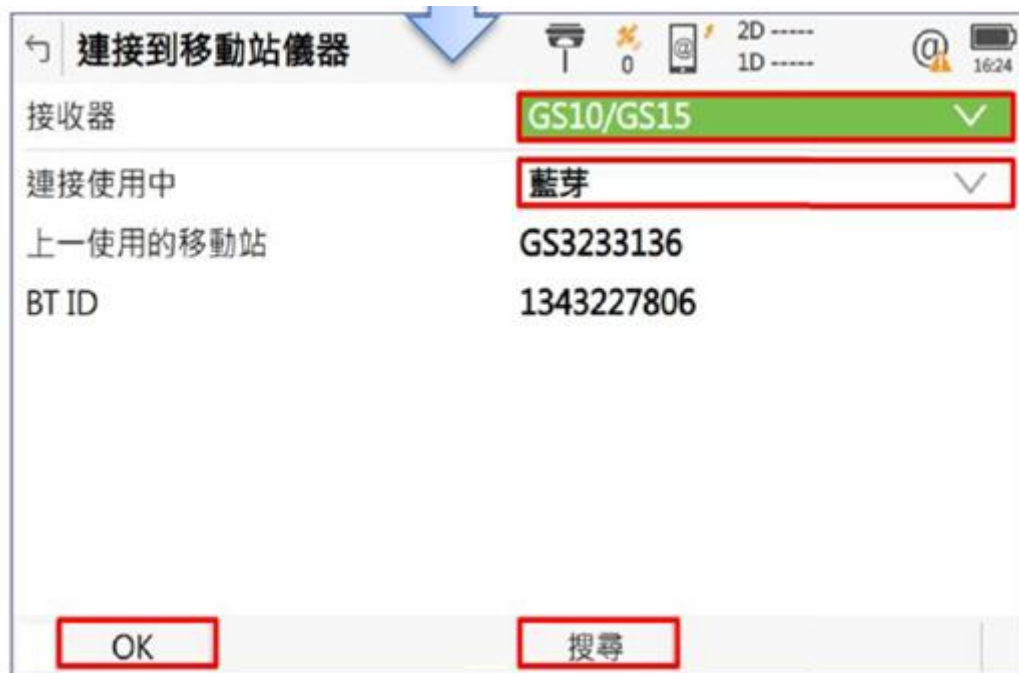 連接到移動站儀器 0 @ 2D ----- 1D ----- @ 16:24
接收器 GS10/GS15
連接使用中 藍芽
上一使用的移動站 GS3233136
BT ID 1343227806
OK 搜尋